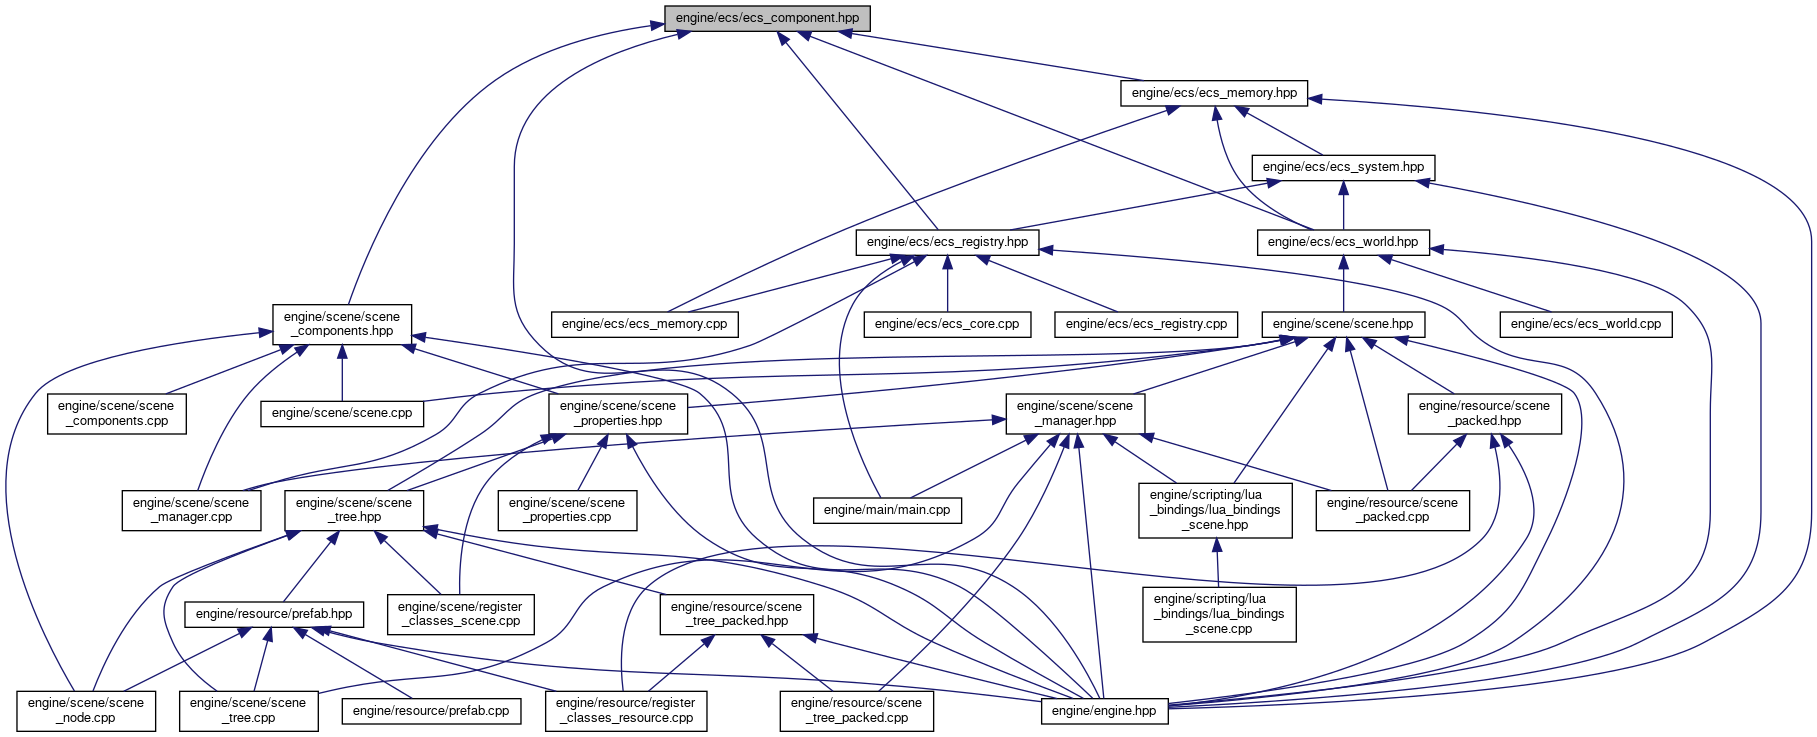 engine/ecs/ecs_component.hpp
engine/ecs/ecs_memory.hpp
engine/ecs/ecs_system.hpp
engine/ecs/ecs_registry.hpp
engine/ecs/ecs_world.hpp
engine/scene/scene
_components.hpp
engine/ecs/ecs_memory.cpp
engine/ecs/ecs_core.cpp
engine/ecs/ecs_registry.cpp
engine/scene/scene.hpp
engine/ecs/ecs_world.cpp
engine/scene/scene
_components.cpp
engine/scene/scene.cpp
engine/scene/scene
_properties.hpp
engine/scene/scene
_manager.hpp
engine/resource/scene
_packed.hpp
engine/scene/scene
_manager.cpp
engine/scene/scene
_tree.hpp
engine/scene/scene
_properties.cpp
engine/main/main.cpp
engine/scripting/lua
_bindings/lua_bindings
_scene.hpp
engine/resource/scene
_packed.cpp
engine/resource/prefab.hpp
engine/scene/register
_classes_scene.cpp
engine/resource/scene
_tree_packed.hpp
engine/scripting/lua
_bindings/lua_bindings
_scene.cpp
engine/scene/scene
_node.cpp
engine/scene/scene
_tree.cpp
engine/resource/prefab.cpp
engine/resource/register
_classes_resource.cpp
engine/resource/scene
_tree_packed.cpp
engine/engine.hpp